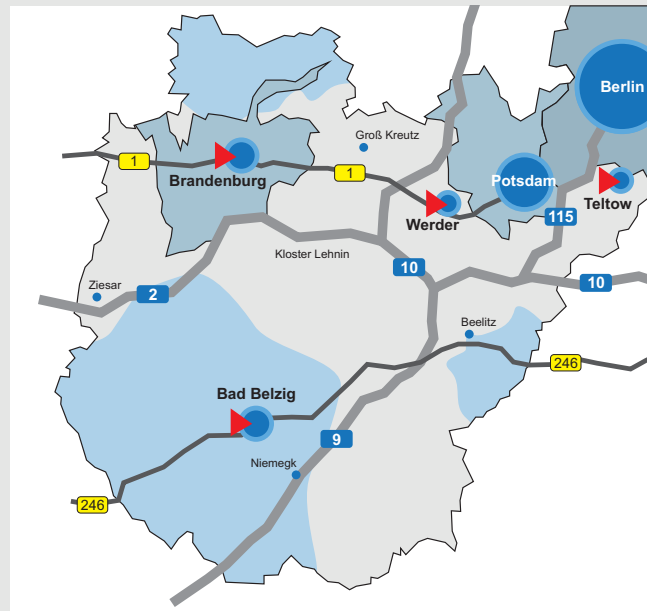 Berlin
Groß Kreutz
1
Brandenburg
1
Potsdam
Teltow
Werder
115
Kloster Lehnin
10
Ziesar
2
10
Beelitz
246
Bad Belzig
9
Niemegk
246